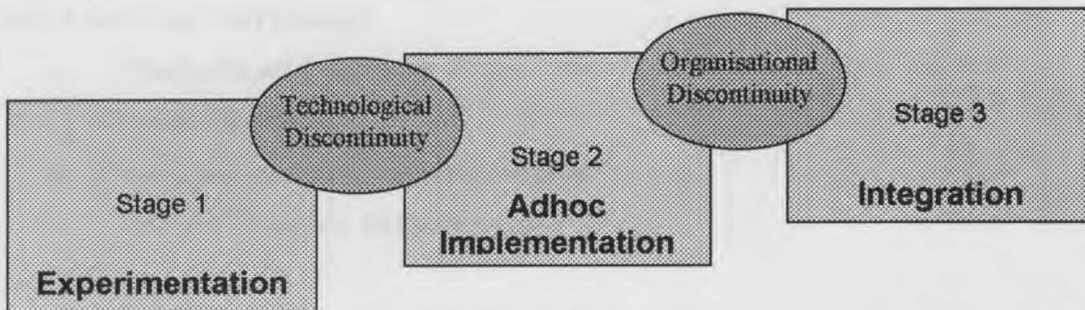 Stage 1
Experimentation
Technological
Discontinuity
Stage 2
Adhoc
Implementation
Organisational
Discontinuity
Stage 3
Integration